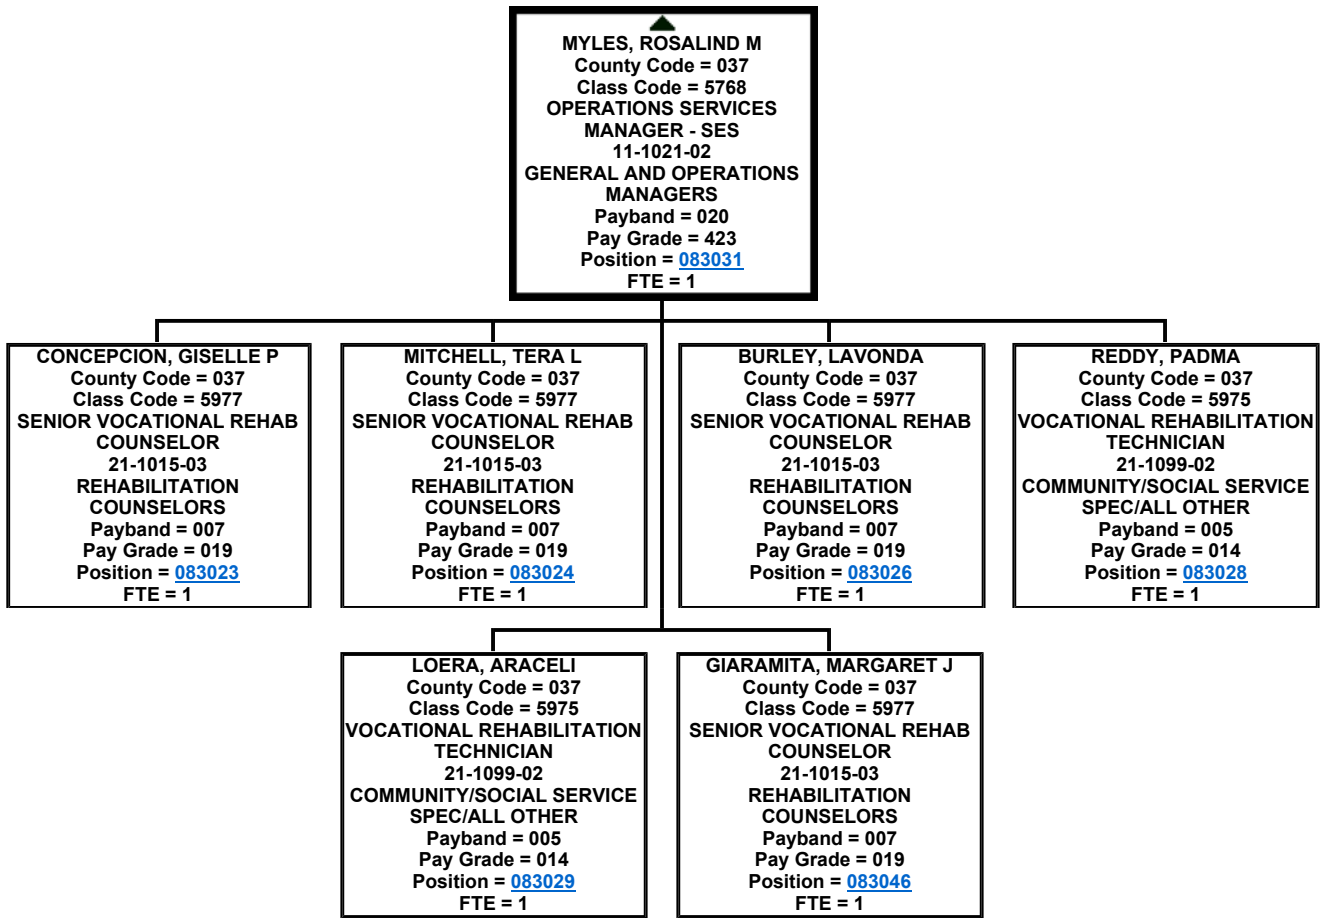 MYLES, ROSALIND M
County Code = 037
Class Code = 5768
OPERATIONS SERVICES
MANAGER - SES
11-1021-02
GENERAL AND OPERATIONS
MANAGERS
Payband = 020
Pay Grade = 423
Position = 083031
FTE = 1
CONCEPCION, GISELLE P
County Code = 037
Class Code = 5977
SENIOR VOCATIONAL REHAB
COUNSELOR
21-1015-03
REHABILITATION
COUNSELORS
Payband = 007
Pay Grade = 019
Position = 083023
FTE = 1
MITCHELL, TERA L
County Code = 037
Class Code = 5977
SENIOR VOCATIONAL REHAB
COUNSELOR
21-1015-03
REHABILITATION
COUNSELORS
Payband = 007
Pay Grade = 019
Position = 083024
FTE = 1
BURLEY, LAVONDA
County Code = 037
Class Code = 5977
SENIOR VOCATIONAL REHAB
COUNSELOR
21-1015-03
REHABILITATION
COUNSELORS
Payband = 007
Pay Grade = 019
Position = 083026
FTE = 1
REDDY, PADMA
County Code = 037
Class Code = 5975
VOCATIONAL REHABILITATION
TECHNICIAN
21-1099-02
COMMUNITY/SOCIAL SERVICE
SPEC/ALL OTHER
Payband = 005
Pay Grade = 014
Position = 083028
FTE = 1
LOERA, ARACELI
County Code = 037
Class Code = 5975
VOCATIONAL REHABILITATION
TECHNICIAN
21-1099-02
COMMUNITY/SOCIAL SERVICE
SPEC/ALL OTHER
Payband = 005
Pay Grade = 014
Position = 083029
FTE = 1
GIARAMITA, MARGARET J
County Code = 037
Class Code = 5977
SENIOR VOCATIONAL REHAB
COUNSELOR
21-1015-03
REHABILITATION
COUNSELORS
Payband = 007
Pay Grade = 019
Position = 083046
FTE = 1